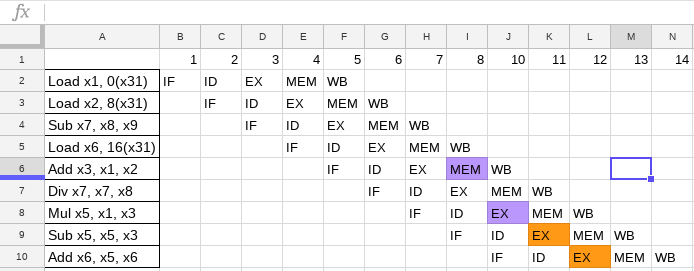 fx
A B C D E F G H I J K L M N
1 1 2 3 4 5 6 7 8 10 11 12 13 14
2 Load x1, 0(x31) IF ID EX MEM WB
3 Load x2, 8(x31) IF ID EX MEM WB
4 Sub x7, x8, x9 IF ID EX MEM WB
5 Load x6, 16(x31) IF ID EX MEM WB
6 Add x3, x1, x2 IF ID EX MEM WB
7 Div x7, x7, x8 IF ID EX MEM WB
8 Mul x5, x1, x3 IF ID EX MEM WB
9 Sub x5, x5, x3 IF ID EX MEM WB
10 Add x6, x5, x6 IF ID EX MEM WB